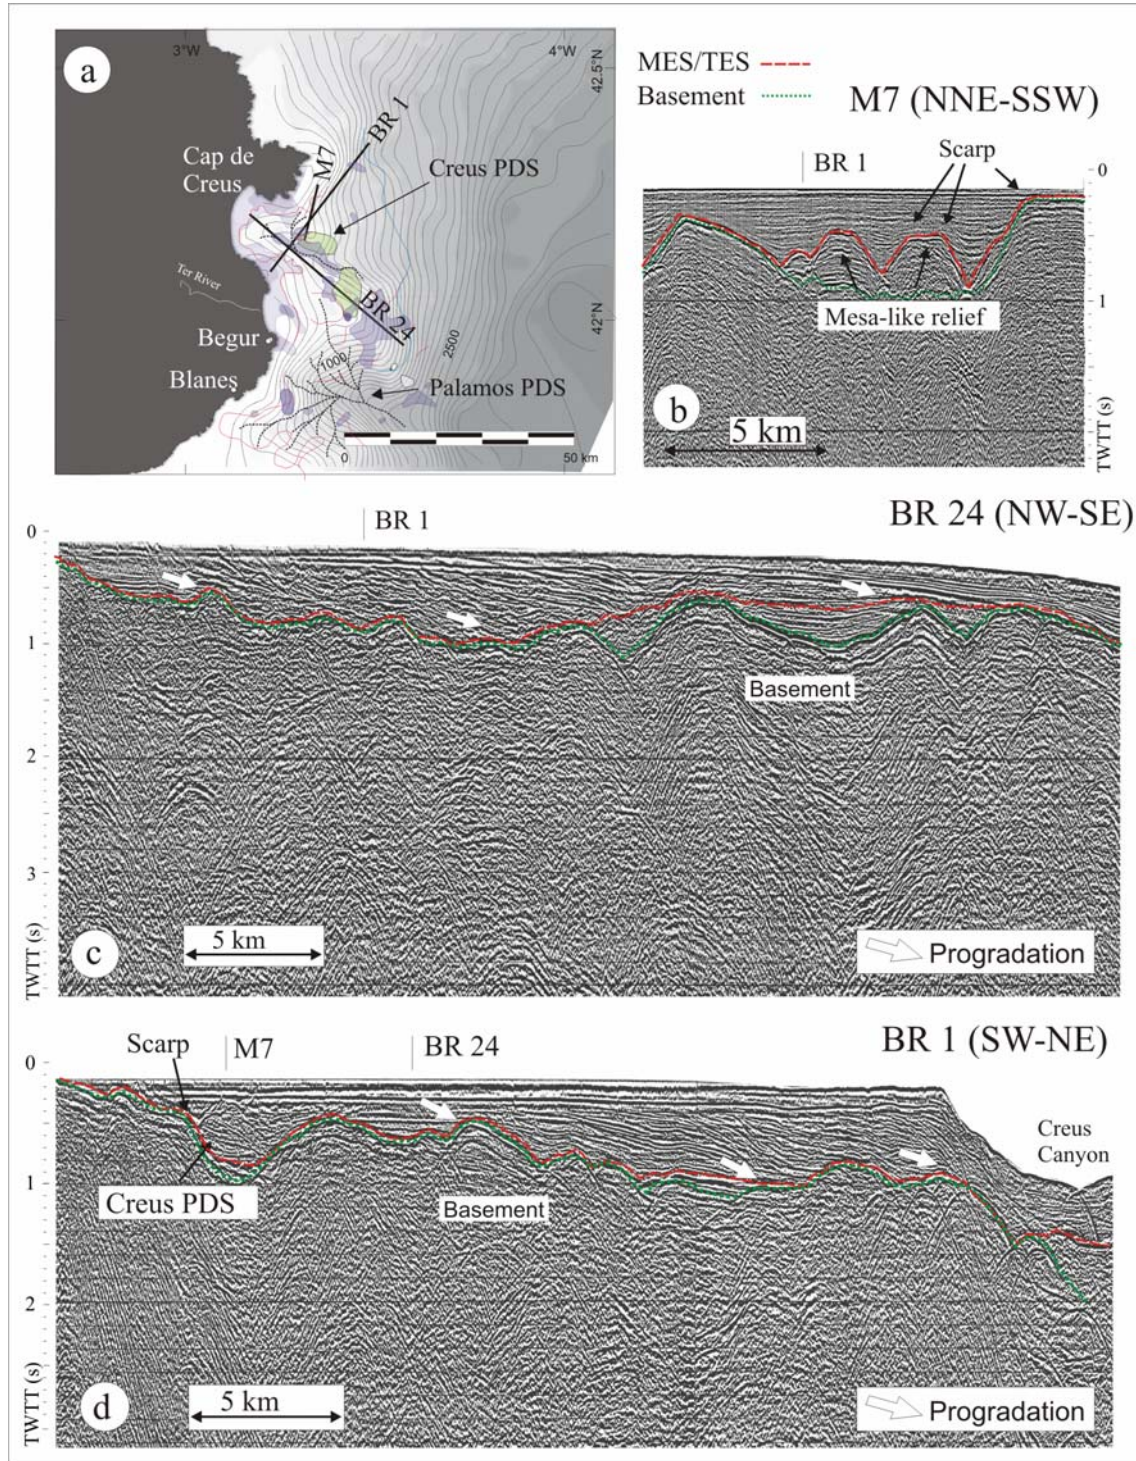 a
3°W
4°W
42.5°N
MES/TES
Basement
M7 (NNE-SSW)
BR 1
M7
Cap de
Creus
Creus PDS
Ter River
BR 24
42°N
Begur
2500
1000
Blanes
Palamos PDS
0
50 km
BR 1
Scarp
0
Mesa-like relief
1
b
5 km
TWTT (s)
BR 24 (NW-SE)
BR 1
0
1
Basement
2
3
5 km
c
TWTT (s)
Progradation
BR 1 (SW-NE)
Scarp
M7
BR 24
0
Creus
Canyon
1
Creus PDS
Basement
2
5 km
d
TWTT (s)
Progradation